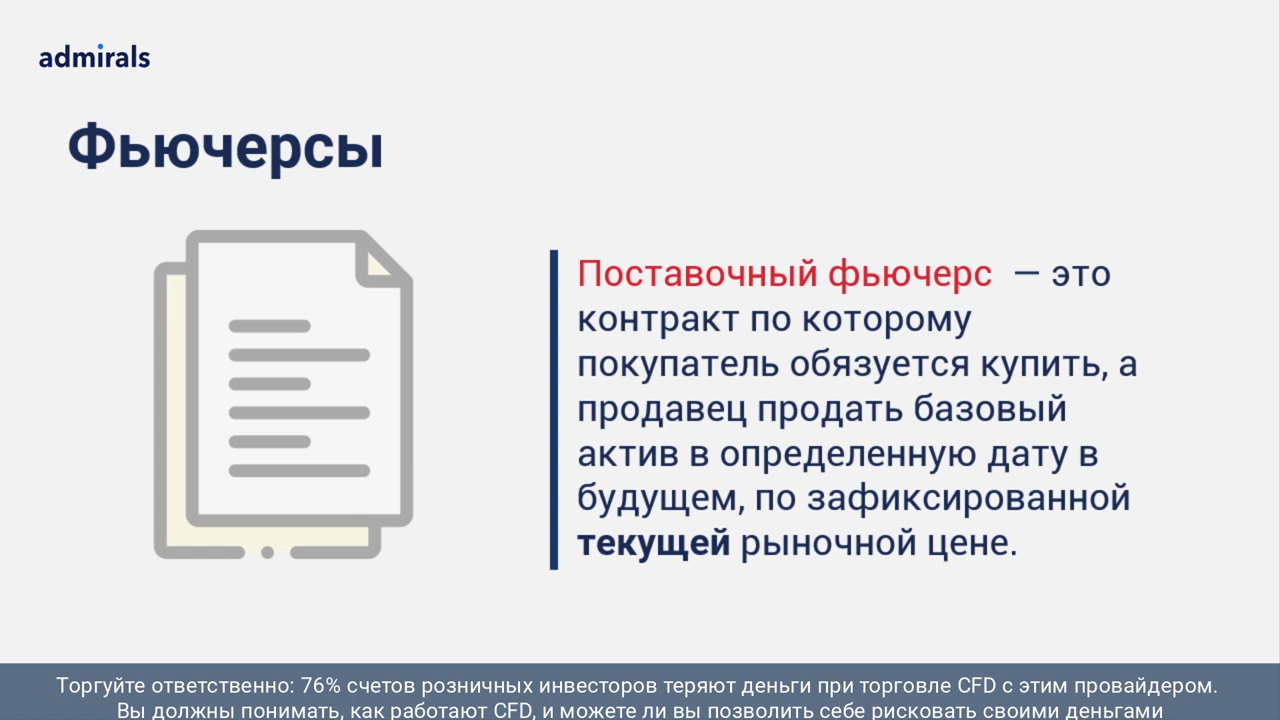 admirals
Фьючерсы
Поставочный фьючерс — это
контракт по которому
покупатель обязуется купить, а
продавец продать базовый
актив в определенную дату в
будущем, по зафиксированной
текущей рыночной цене.
Торгуйте ответственно: 76% счетов розничных инвесторов теряют деньги при торговле CFD с этим провайдером.
Вы должны понимать, как работают CFD, и можете ли вы позволить себе рисковать своими деньгами